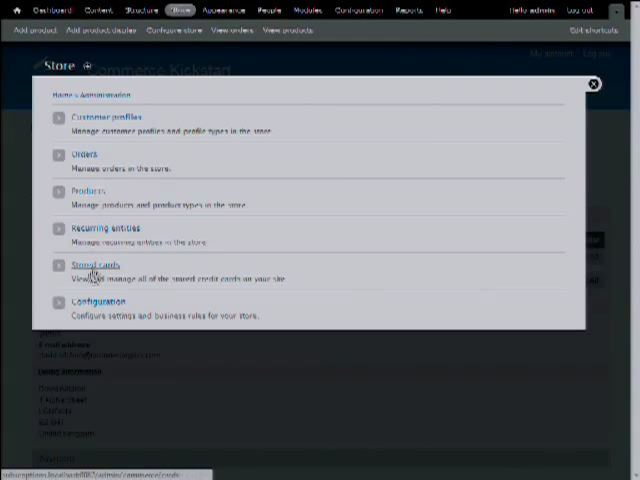 Dashboard Content Structure Store Appearance People Modules Configuration Reports Help Hello admin Log out
Add product Add product display Configure store View orders View products Edit shortcuts
My account Log out
Store
Commerce Kickstart
Home » Administration
Customer profiles
Manage customer profiles and profile types in the store
Orders
Manage orders in the store.
Products
Manage products and product types in the store
Recurring entities
Manage recurring entities in the store
Stored cards
View and manage all of the stored credit cards on your site
Configuration
Configure settings and business rules for your store.
E-mail address
United Kingdom